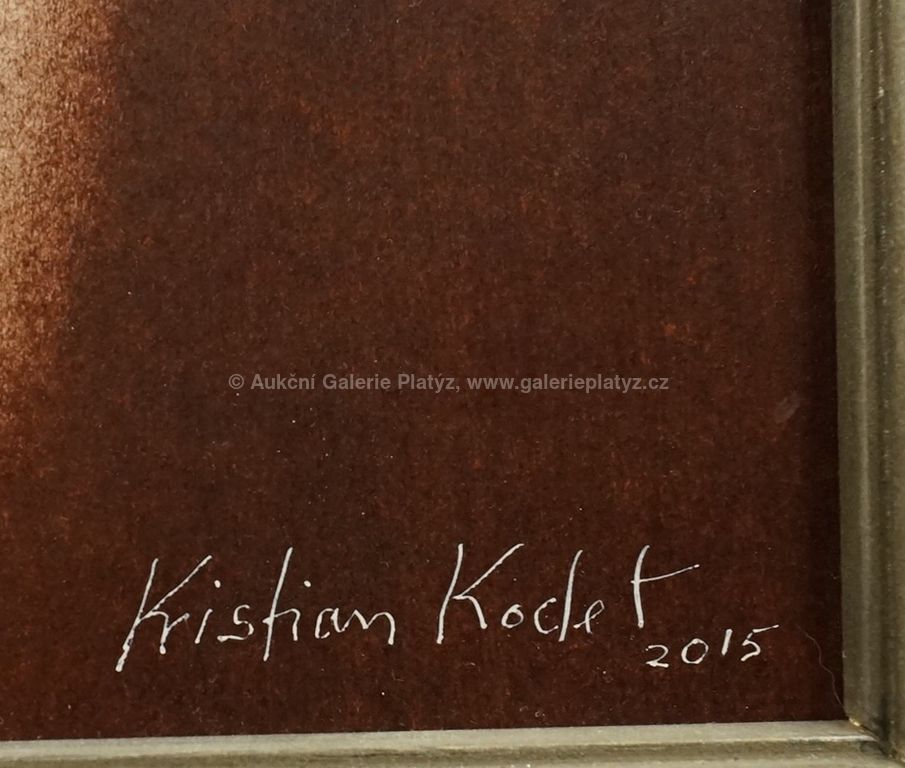 © Aukční Galerie Platýz, www.galerieplatyz.cz
Kristian Kodet
2015